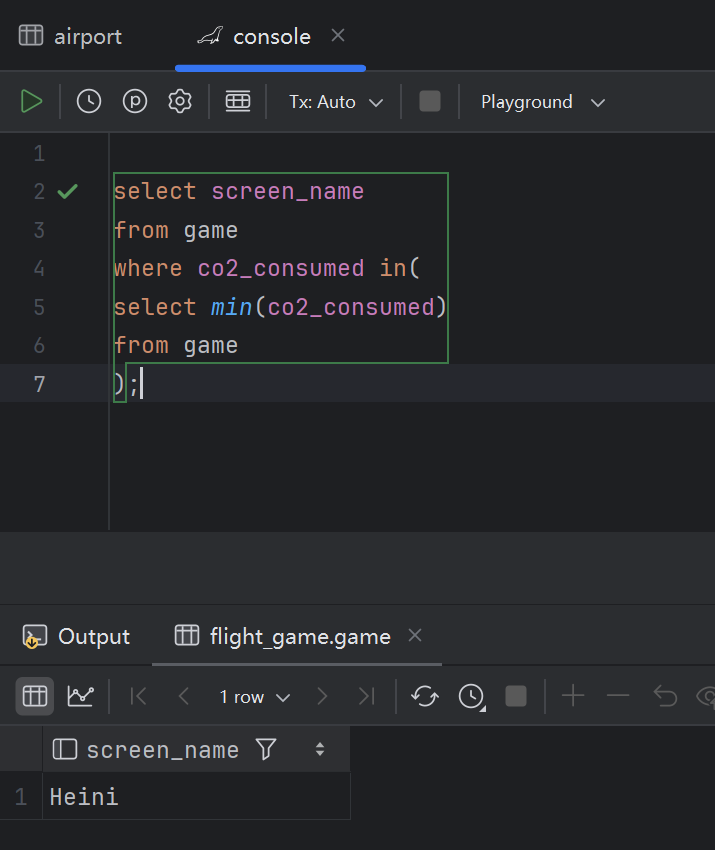 airport console
Tx: Auto Playground
1
2 select screen_name
3 from game
4 where co2_consumed in(
5 select min(co2_consumed)
6 from game
7 );
Output flight_game.game
1 row
screen_name
1 Heini